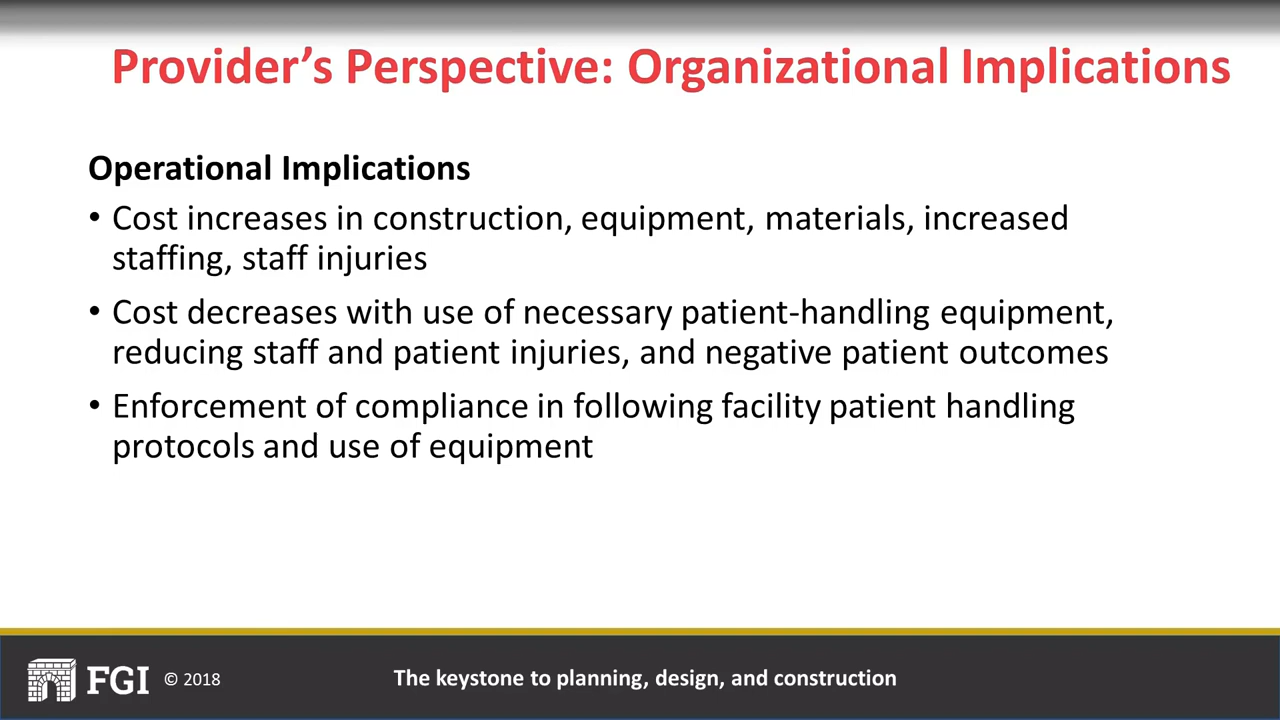 Provider’s Perspective: Organizational Implications
Operational Implications
• Cost increases in construction, equipment, materials, increased
staffing, staff injuries
• Cost decreases with use of necessary patient-handling equipment,
reducing staff and patient injuries, and negative patient outcomes
• Enforcement of compliance in following facility patient handling
protocols and use of equipment
FGI © 2018
The keystone to planning, design, and construction